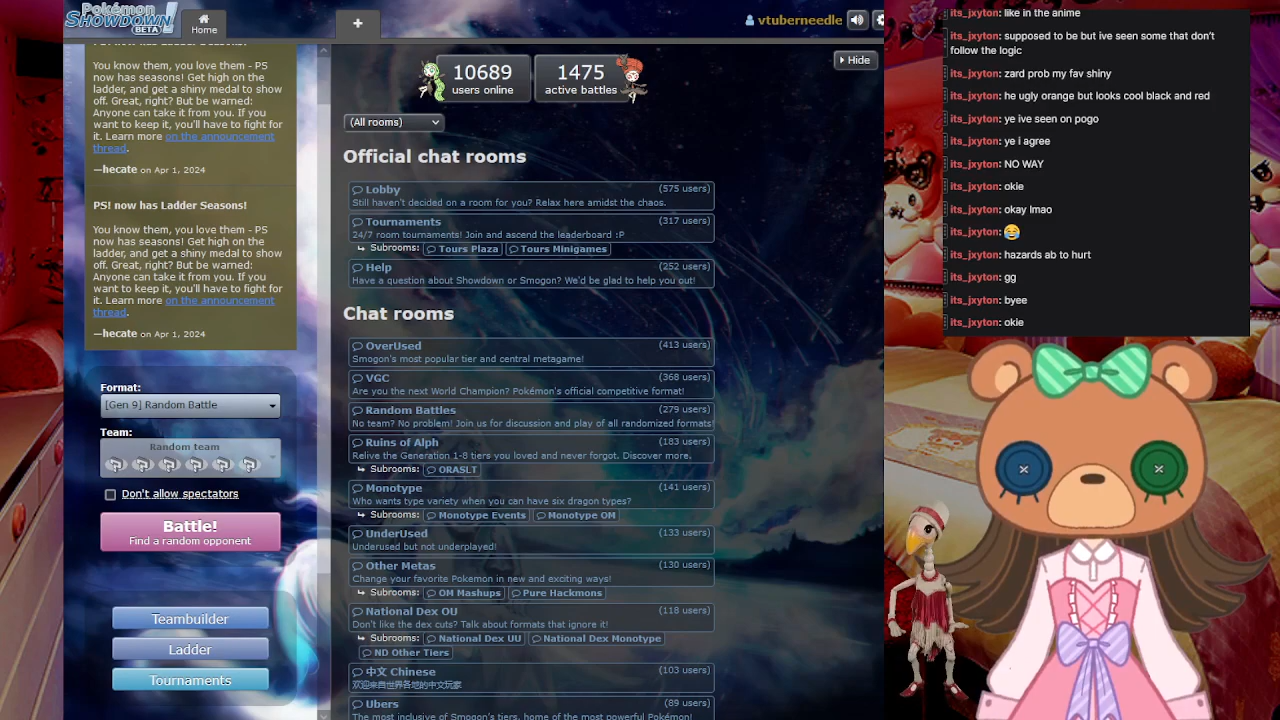 Pokémon
SHOWDOWN!
BETA
Home
+
vtuberneedle
PS! now has Ladder Seasons!
You know them, you love them - PS
now has seasons! Get high on the
ladder, and get a shiny medal to show
off. Great, right? But be warned:
Anyone can take it from you. If you
want to keep it, you'll have to fight for
it. Learn more on the announcement
thread.
—hecate on Apr 1, 2024
PS! now has Ladder Seasons!
You know them, you love them - PS
now has seasons! Get high on the
ladder, and get a shiny medal to show
off. Great, right? But be warned:
Anyone can take it from you. If you
want to keep it, you'll have to fight for
it. Learn more on the announcement
thread.
—hecate on Apr 1, 2024
Format:
[Gen 9] Random Battle
Team:
Random team
Don't allow spectators
Battle!
Find a random opponent
Teambuilder
Ladder
Tournaments
10689
users online
1475
active battles
Hide
(All rooms)
Official chat rooms
Lobby (575 users)
Still haven't decided on a room for you? Relax here amidst the chaos.
Tournaments (317 users)
24/7 room tournaments! Join and ascend the leaderboard :P
Subrooms: Tours Plaza Tours Minigames
Help (252 users)
Have a question about Showdown or Smogon? We'd be glad to help you out!
Chat rooms
OverUsed (413 users)
Smogon's most popular tier and central metagame!
VGC (368 users)
Are you the next World Champion? Pokémon's official competitive format!
Random Battles (279 users)
No team? No problem! Join us for discussion and play of all randomized formats!
Ruins of Alph (183 users)
Relive the Generation 1-8 tiers you loved and never forgot. Discover more.
Subrooms: ORASLT
Monotype (141 users)
Who wants type variety when you can have six dragon types?
Subrooms: Monotype Events Monotype OM
UnderUsed (133 users)
Underused but not underplayed!
Other Metas (130 users)
Change your favorite Pokemon in new and exciting ways!
Subrooms: OM Mashups Pure Hackmons
National Dex OU (118 users)
Don't like the dex cuts? Talk about formats that ignore it!
Subrooms: National Dex UU National Dex Monotype
ND Other Tiers
中文 Chinese (103 users)
欢迎来自世界各地的中文玩家
Ubers (89 users)
The most inclusive of Smogon's tiers, home of the most powerful Pokémon!
its_jxyton: like in the anime
its_jxyton: supposed to be but ive seen some that don't
follow the logic
its_jxyton: zard prob my fav shiny
its_jxyton: he ugly orange but looks cool black and red
its_jxyton: ye ive seen on pogo
its_jxyton: ye i agree
its_jxyton: NO WAY
its_jxyton: okie
its_jxyton: okay lmao
its_jxyton: 😂
its_jxyton: hazards ab to hurt
its_jxyton: gg
its_jxyton: byee
its_jxyton: okie